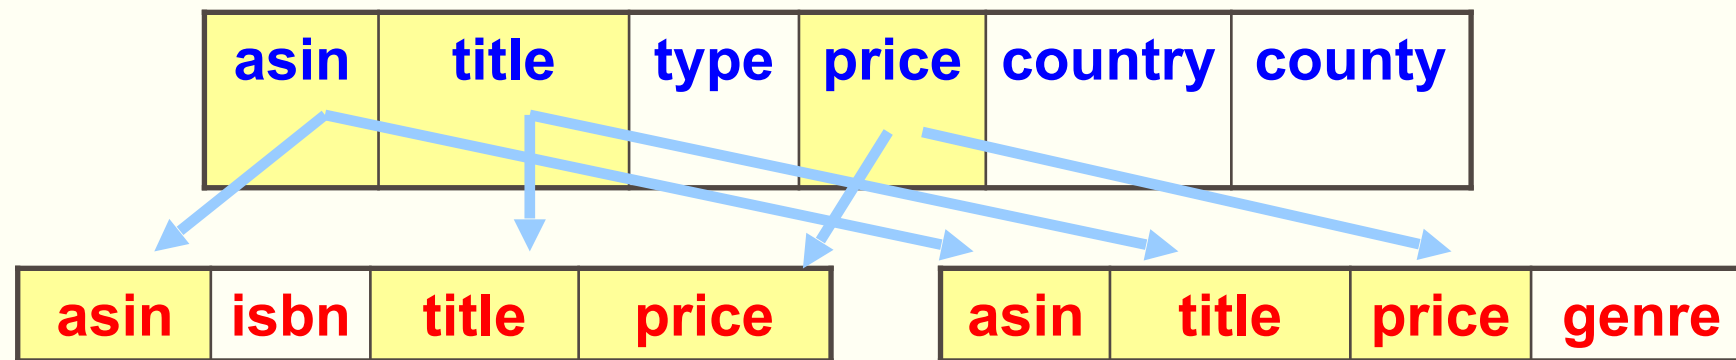 asin title type price country county
asin isbn title price asin title price genre